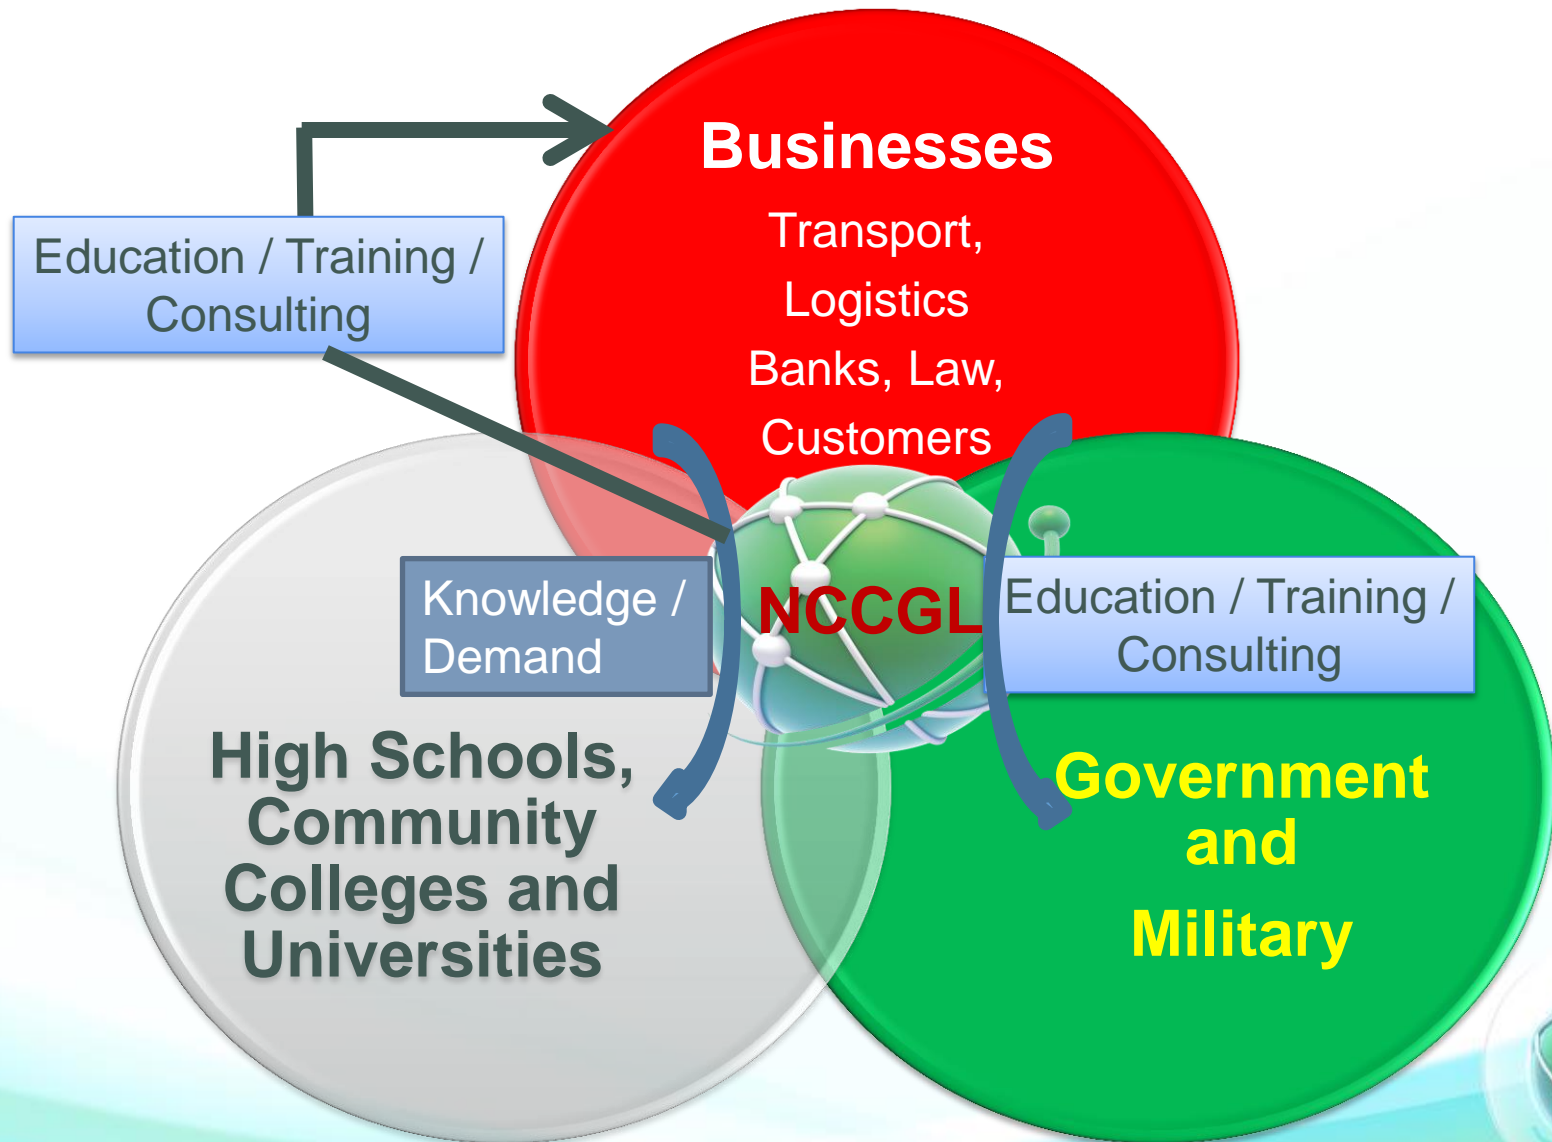 Businesses
Transport,
Logistics
Banks, Law,
Customers
Education / Training /
Consulting
Knowledge /
Demand
NCCGL
Education / Training /
Consulting
High Schools,
Community
Colleges and
Universities
Government
and
Military